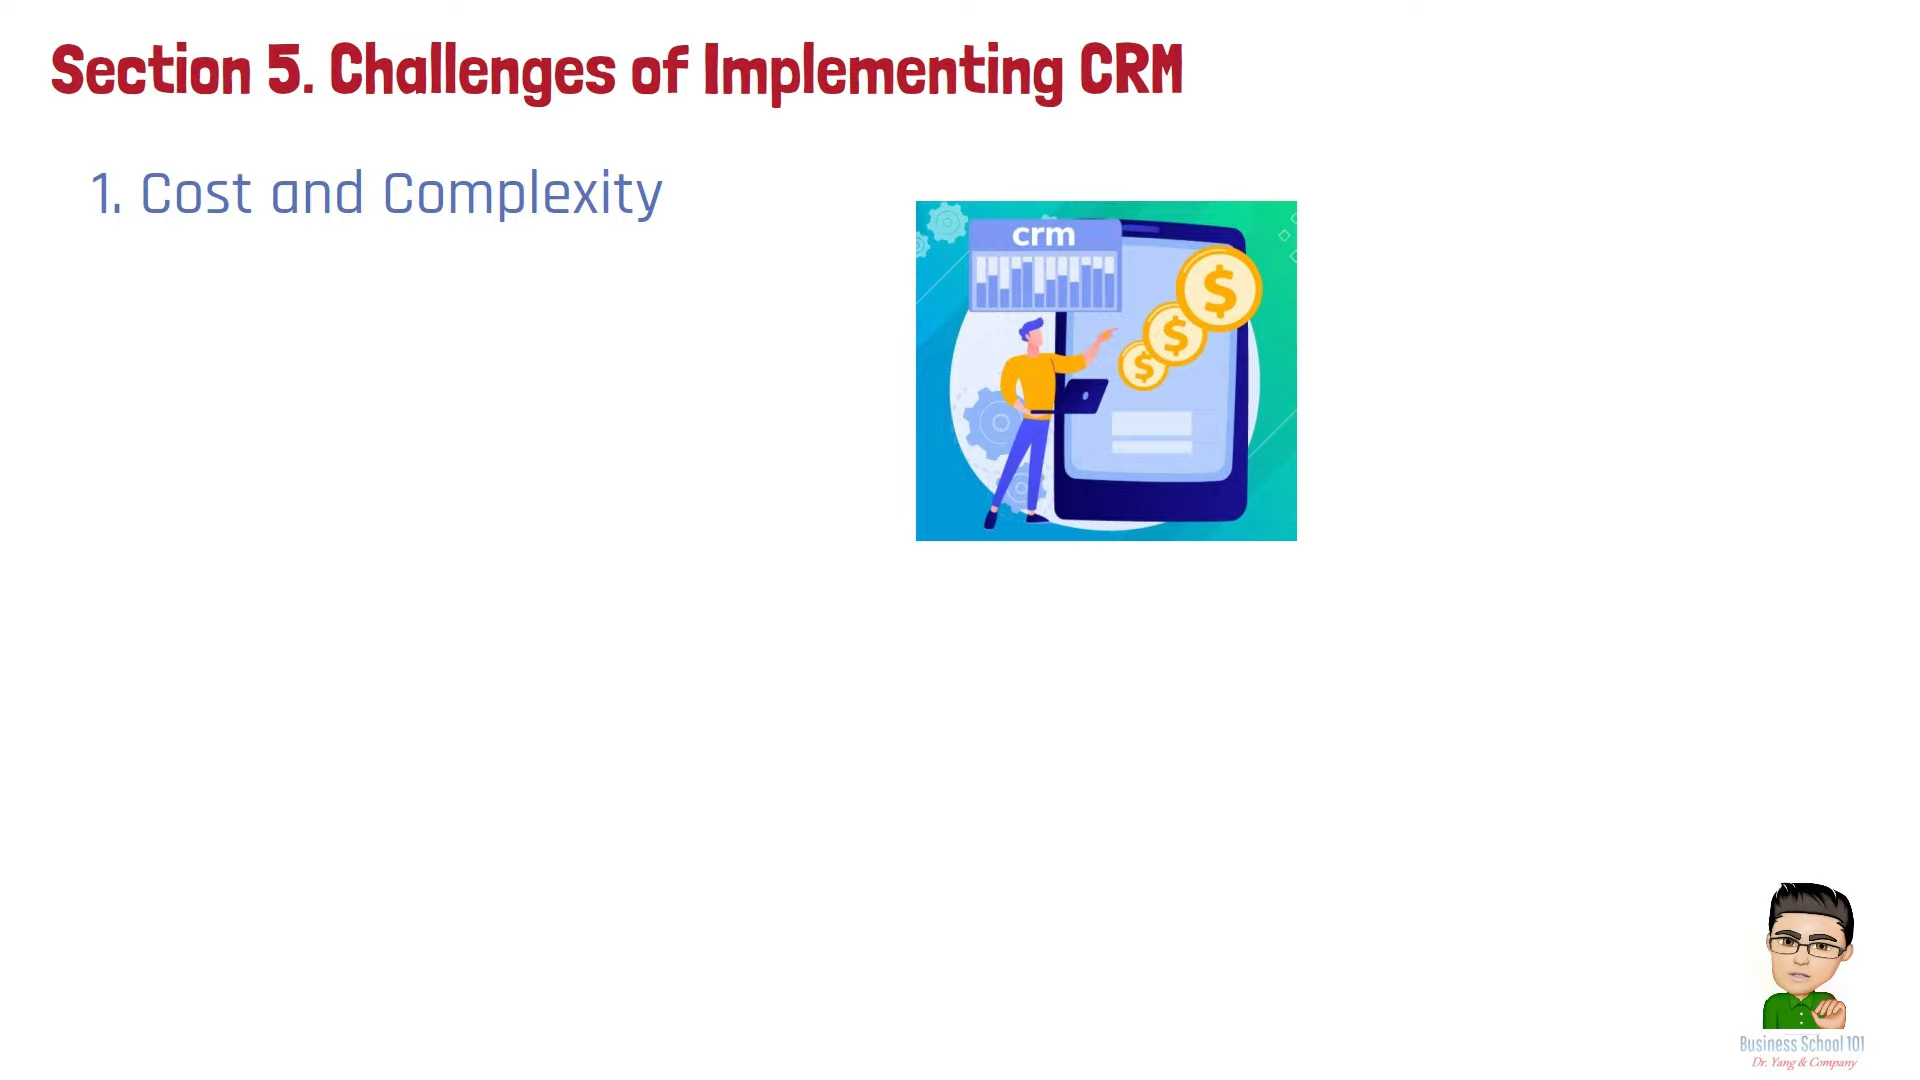 Section 5. Challenges of Implementing CRM
1. Cost and Complexity
crm
$
$
$
Business School 101
Dr. Yang & Company